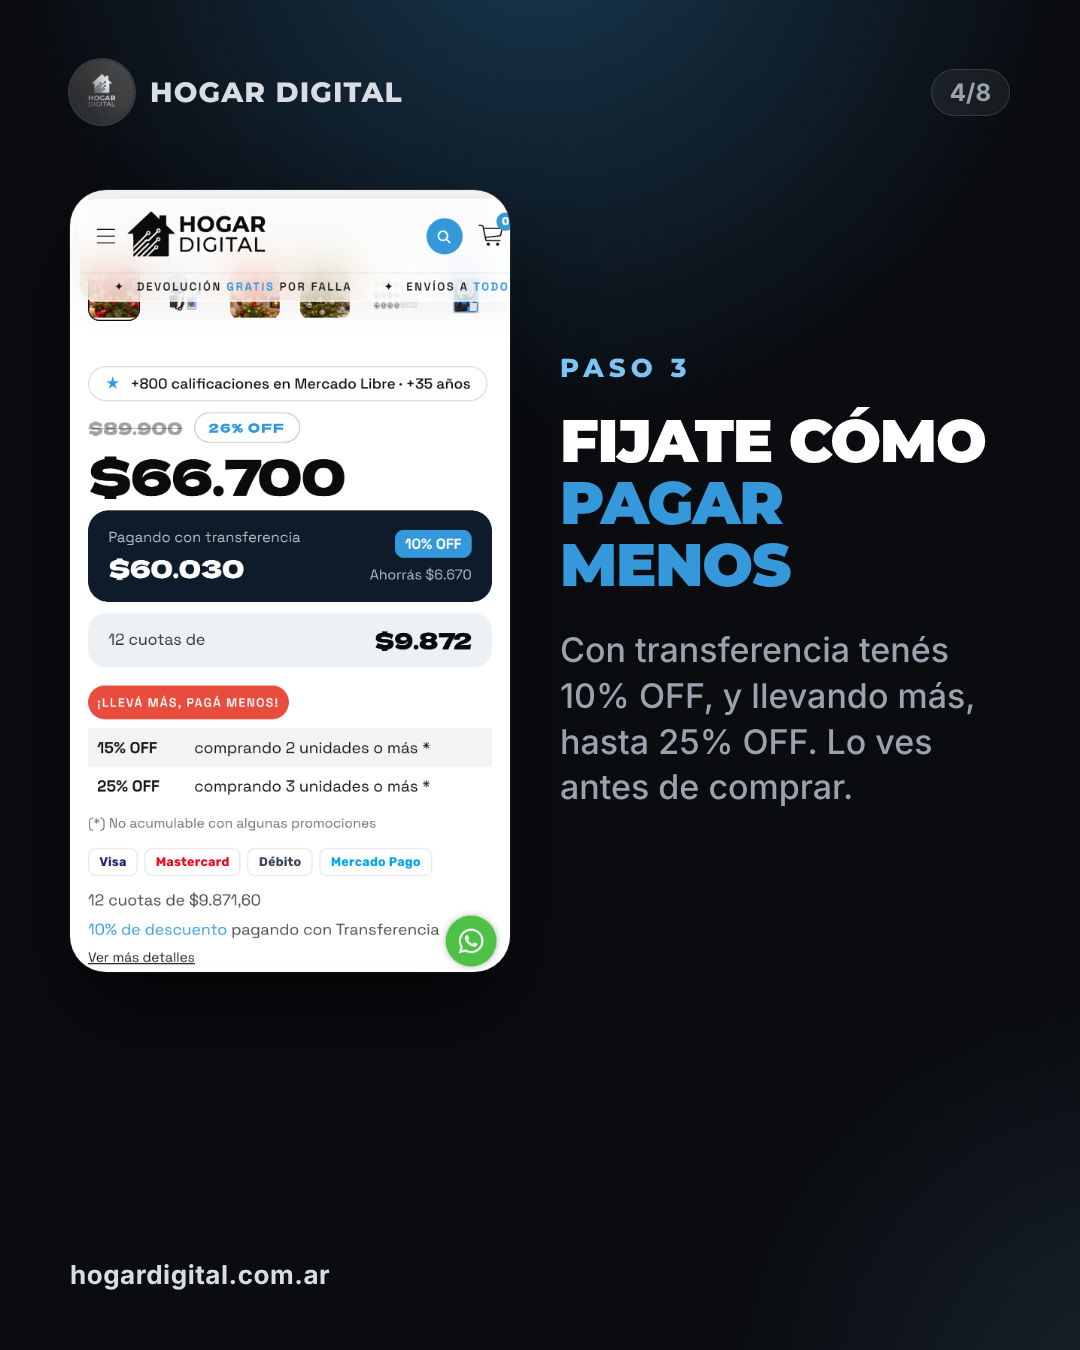 HOGAR DIGITAL
HOGAR DIGITAL
4/8
HOGAR
DIGITAL
0
✦ DEVOLUCIÓN GRATIS POR FALLA ✦ ENVÍOS A TODO
★ +800 calificaciones en Mercado Libre · +35 años
$89.900 26% OFF
$66.700
Pagando con transferencia
10% OFF
$60.030
Ahorrás $6.670
12 cuotas de $9.872
¡LLEVÁ MÁS, PAGÁ MENOS!
15% OFF comprando 2 unidades o más *
25% OFF comprando 3 unidades o más *
(*) No acumulable con algunas promociones
Visa Mastercard Débito Mercado Pago
12 cuotas de $9.871,60
10% de descuento pagando con Transferencia
Ver más detalles
PASO 3
FIJATE CÓMO
PAGAR
MENOS
Con transferencia tenés
10% OFF, y llevando más,
hasta 25% OFF. Lo ves
antes de comprar.
hogardigital.com.ar